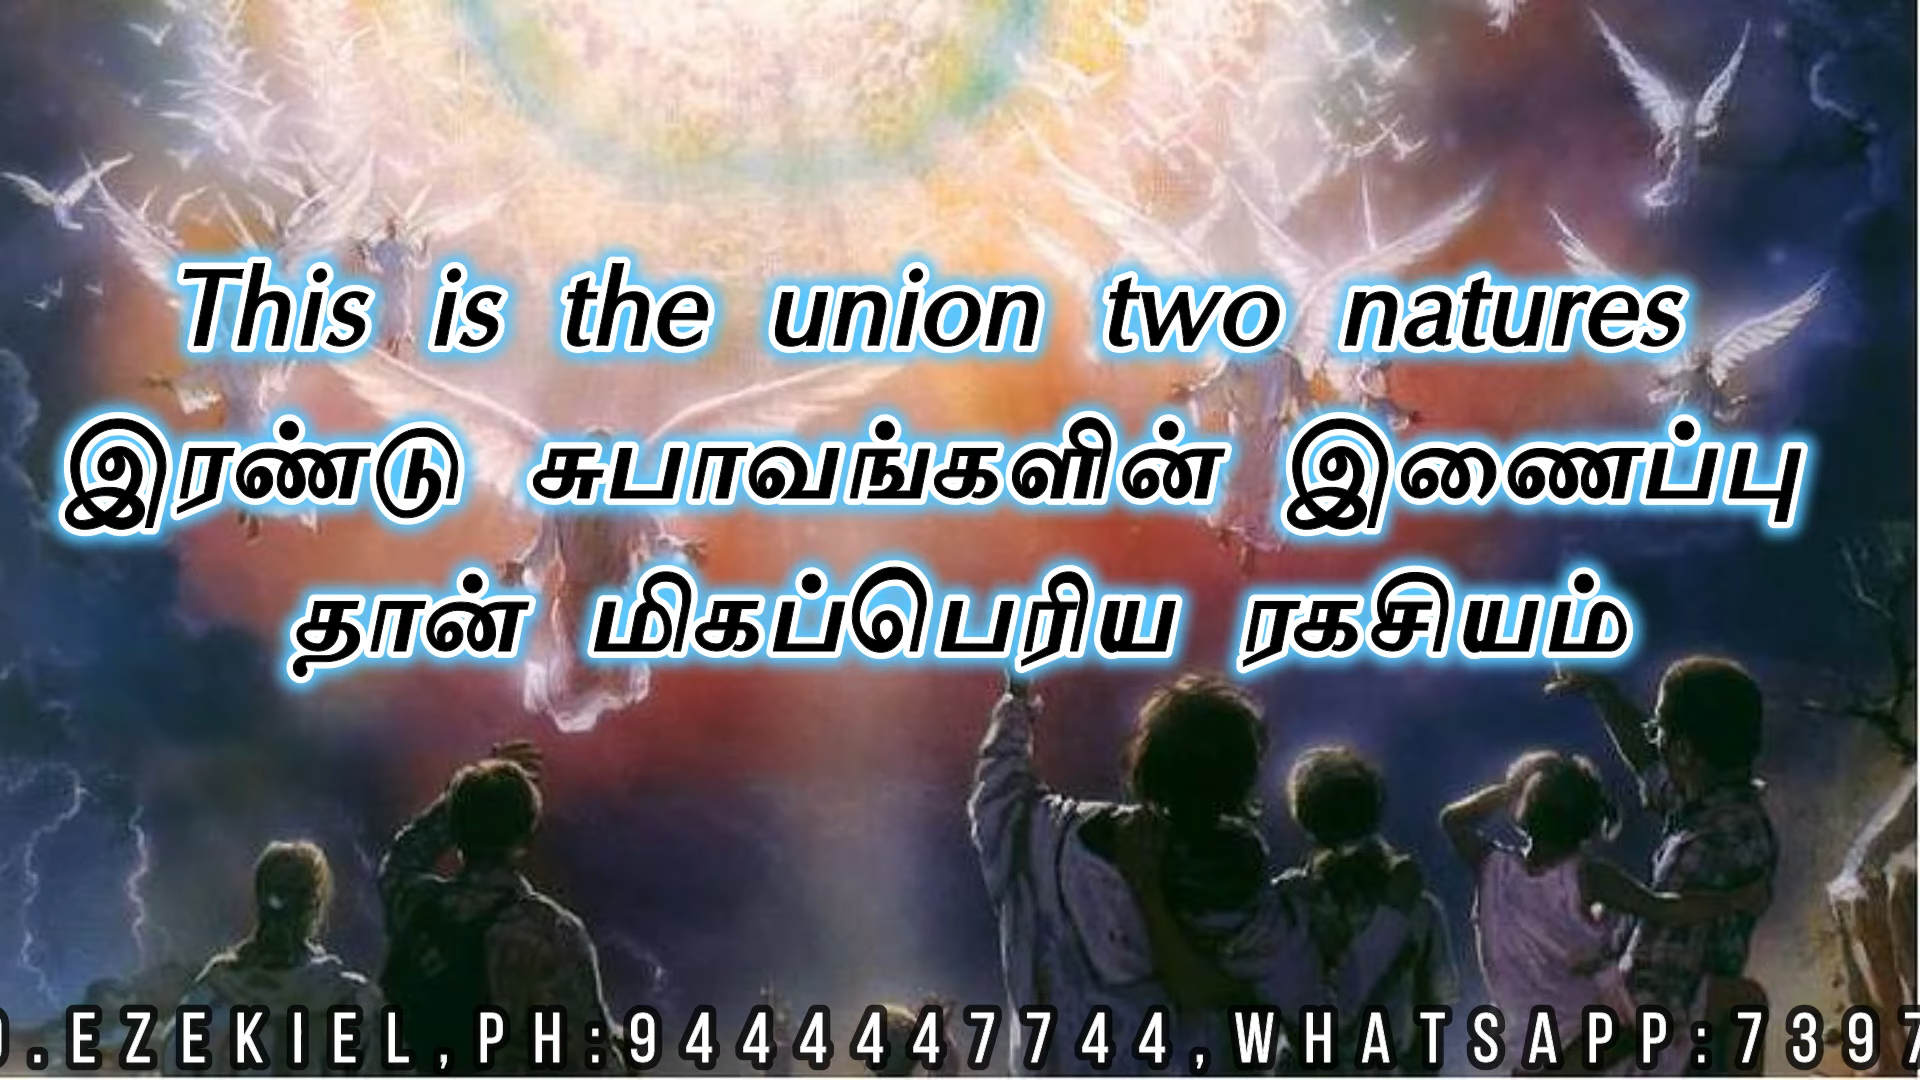 This is the union two natures
இரண்டு சுபாவங்களின் இணைப்பு
தான் மிகப்பெரிய ரகசியம்
.EZEKIEL,PH:9444447744,WHATSAPP:7397